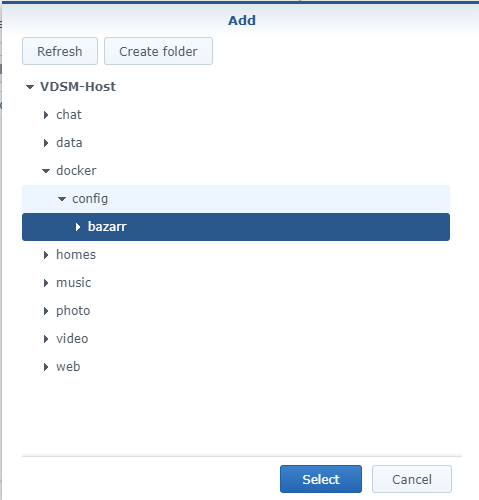 Add
Refresh Create folder
VDSM-Host
chat
data
docker
config
bazarr
homes
music
photo
video
web
Select Cancel